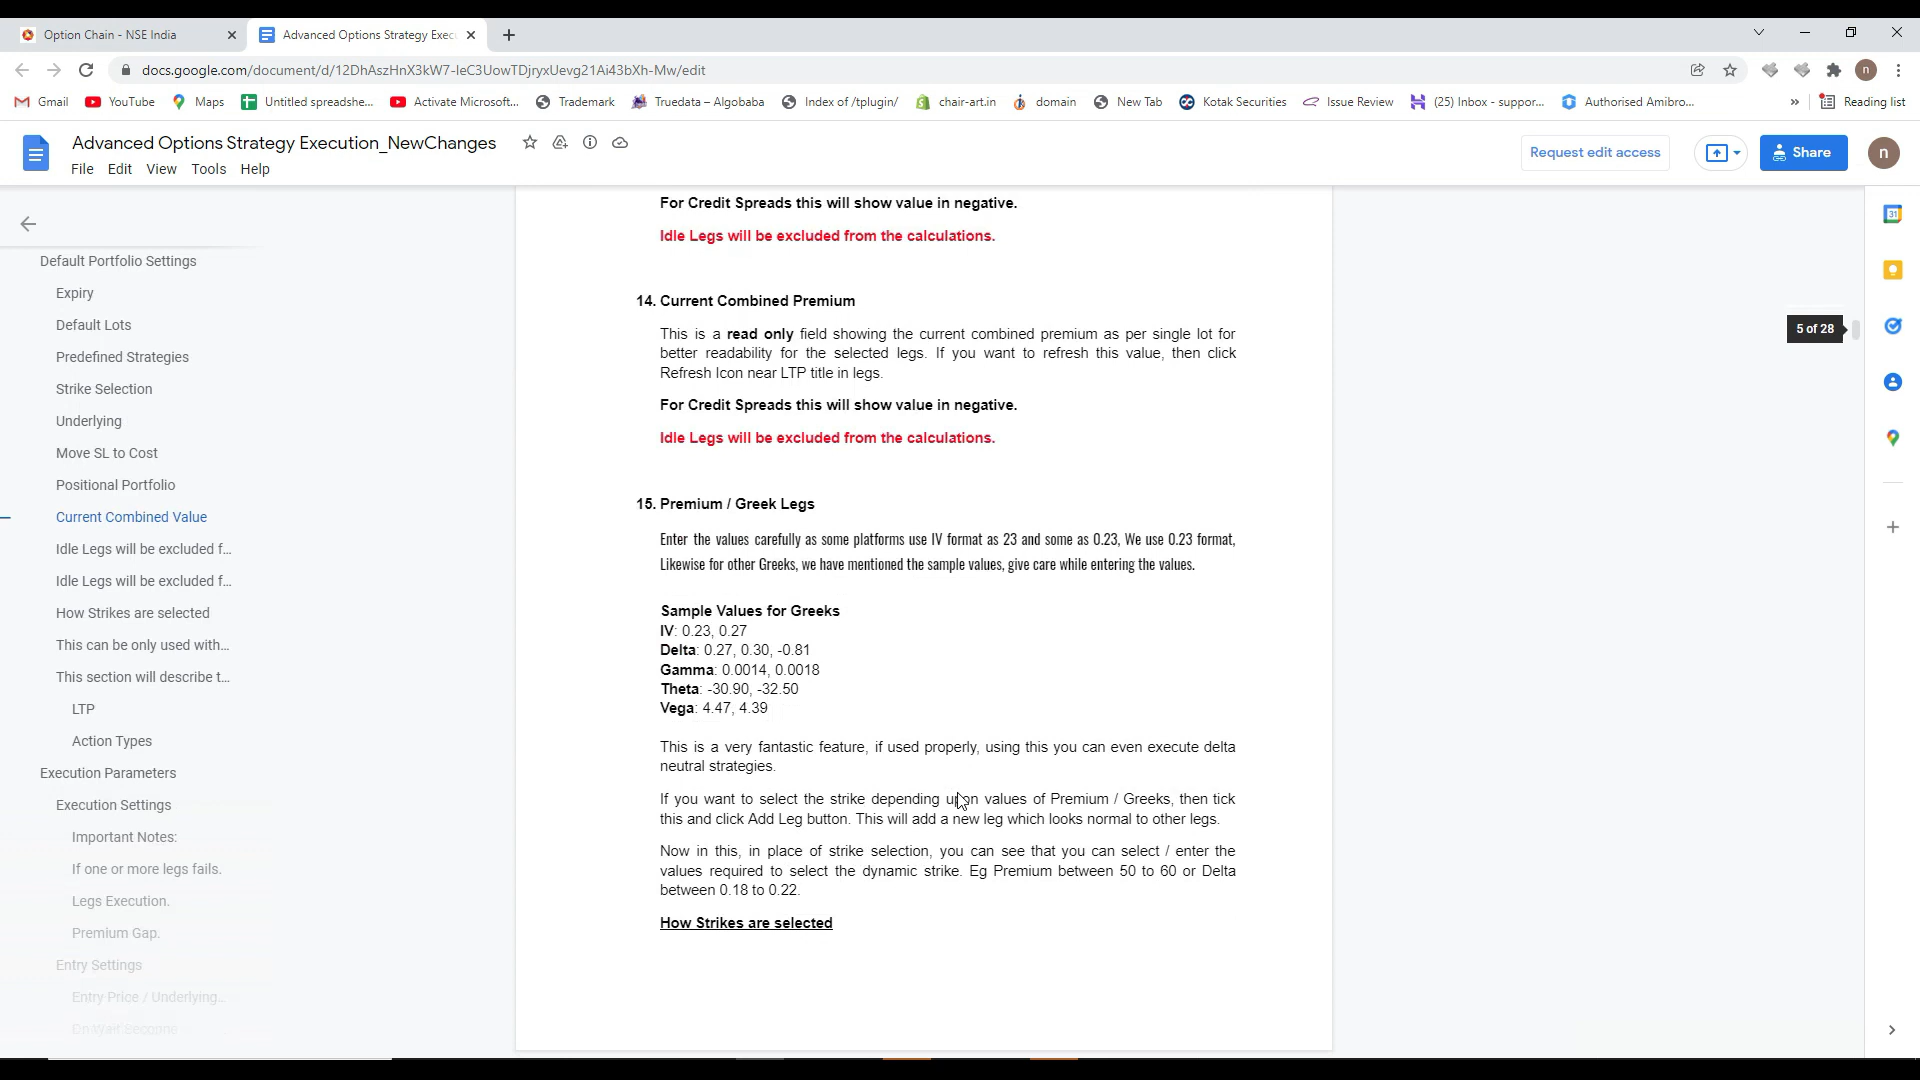 Option Chain - NSE India
Advanced Options Strategy Exec
docs.google.com/document/d/12DhAszHnX3kW7-IeC3UowTDjryxUevg21Ai43bXh-Mw/edit
n
Gmail
YouTube
Maps
Untitled spreadshe...
Activate Microsoft...
Trademark
Truedata – Algobaba
Index of /tplugin/
chair-art.in
domain
New Tab
Kotak Securities
Issue Review
(25) Inbox - suppor...
Authorised Amibro...
»
Reading list
Advanced Options Strategy Execution_NewChanges
File Edit View Tools Help
Request edit access
Share
n
Default Portfolio Settings
Expiry
Default Lots
Predefined Strategies
Strike Selection
Underlying
Move SL to Cost
Positional Portfolio
Current Combined Value
Idle Legs will be excluded f...
Idle Legs will be excluded f...
How Strikes are selected
This can be only used with...
This section will describe t...
LTP
Action Types
Execution Parameters
Execution Settings
Important Notes:
If one or more legs fails.
Legs Execution.
Premium Gap.
Entry Settings
Entry Price / Underlying...
For Credit Spreads this will show value in negative.
Idle Legs will be excluded from the calculations.
14. Current Combined Premium
This is a read only field showing the current combined premium as per single lot for
better readability for the selected legs. If you want to refresh this value, then click
Refresh Icon near LTP title in legs.
For Credit Spreads this will show value in negative.
Idle Legs will be excluded from the calculations.
15. Premium / Greek Legs
Enter the values carefully as some platforms use IV format as 23 and some as 0.23, We use 0.23 format,
Likewise for other Greeks, we have mentioned the sample values, give care while entering the values.
Sample Values for Greeks
IV: 0.23, 0.27
Delta: 0.27, 0.30, -0.81
Gamma: 0.0014, 0.0018
Theta: -30.90, -32.50
Vega: 4.47, 4.39
This is a very fantastic feature, if used properly, using this you can even execute delta
neutral strategies.
If you want to select the strike depending upon values of Premium / Greeks, then tick
this and click Add Leg button. This will add a new leg which looks normal to other legs.
Now in this, in place of strike selection, you can see that you can select / enter the
values required to select the dynamic strike. Eg Premium between 50 to 60 or Delta
between 0.18 to 0.22.
How Strikes are selected
5 of 28
31